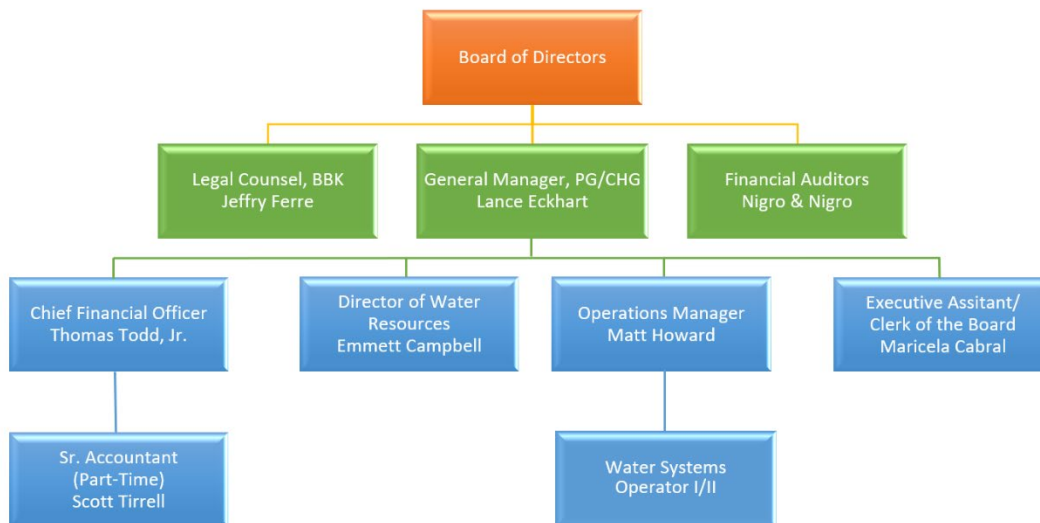 Board of Directors
Legal Counsel, BBK
Jeffry Ferre
General Manager, PG/CHG
Lance Eckhart
Financial Auditors
Nigro & Nigro
Chief Financial Officer
Thomas Todd, Jr.
Director of Water
Resources
Emmett Campbell
Operations Manager
Matt Howard
Executive Assitant/
Clerk of the Board
Maricela Cabral
Sr. Accountant
(Part-Time)
Scott Tirrell
Water Systems
Operator I/II